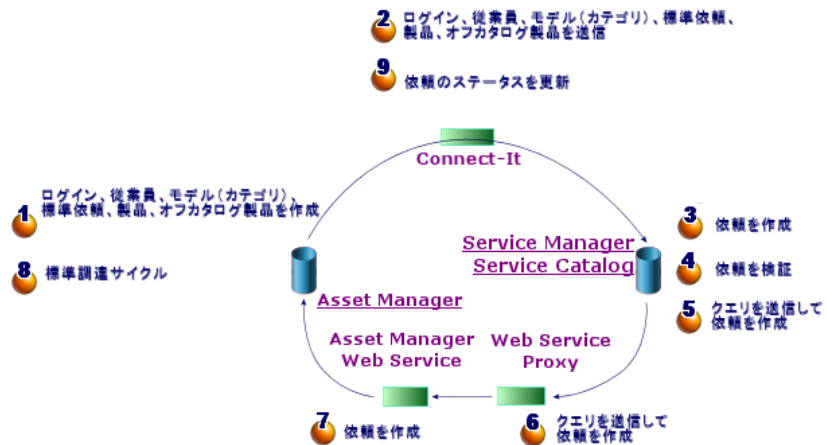 2 ログイン、従業員、モデル（カテゴリ）、標準依頼、
製品、オフカタログ製品を送信
9 依頼のステータスを更新
Connect-It
1 ログイン、従業員、モデル（カテゴリ）、
標準依頼、製品、オフカタログ製品を作成
8 標準調達サイクル
Asset Manager
Service Manager
Service Catalog
3 依頼を作成
4 依頼を検証
5 クエリを送信して
依頼を作成
Asset Manager
Web Service
Web Service
Proxy
7 依頼を作成
6 クエリを送信して
依頼を作成